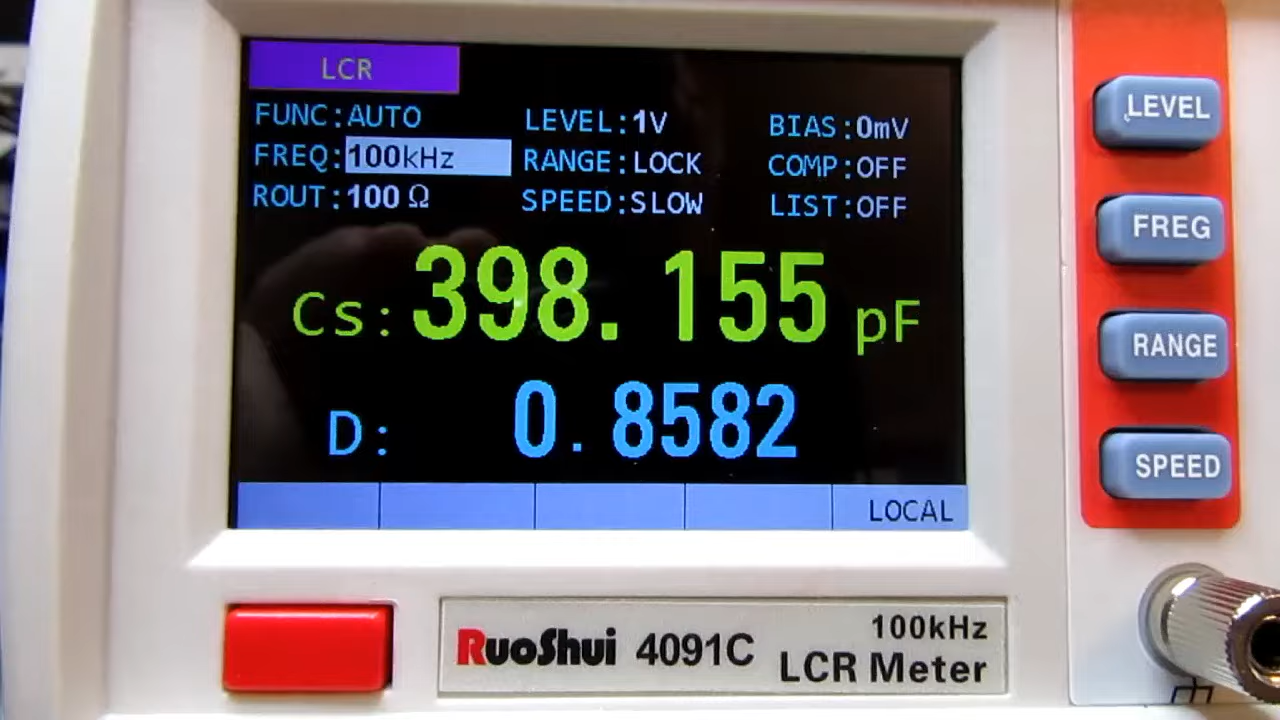 LCR
FUNC:AUTO LEVEL:1V BIAS:0mV
FREQ:100kHz RANGE:LOCK COMP:OFF
ROUT:100 Ω SPEED:SLOW LIST:OFF
Cs:398.155 pF
D: 0.8582
LOCAL
LEVEL
FREG
RANGE
SPEED
RuoShui 4091C
100kHz
LCR Meter